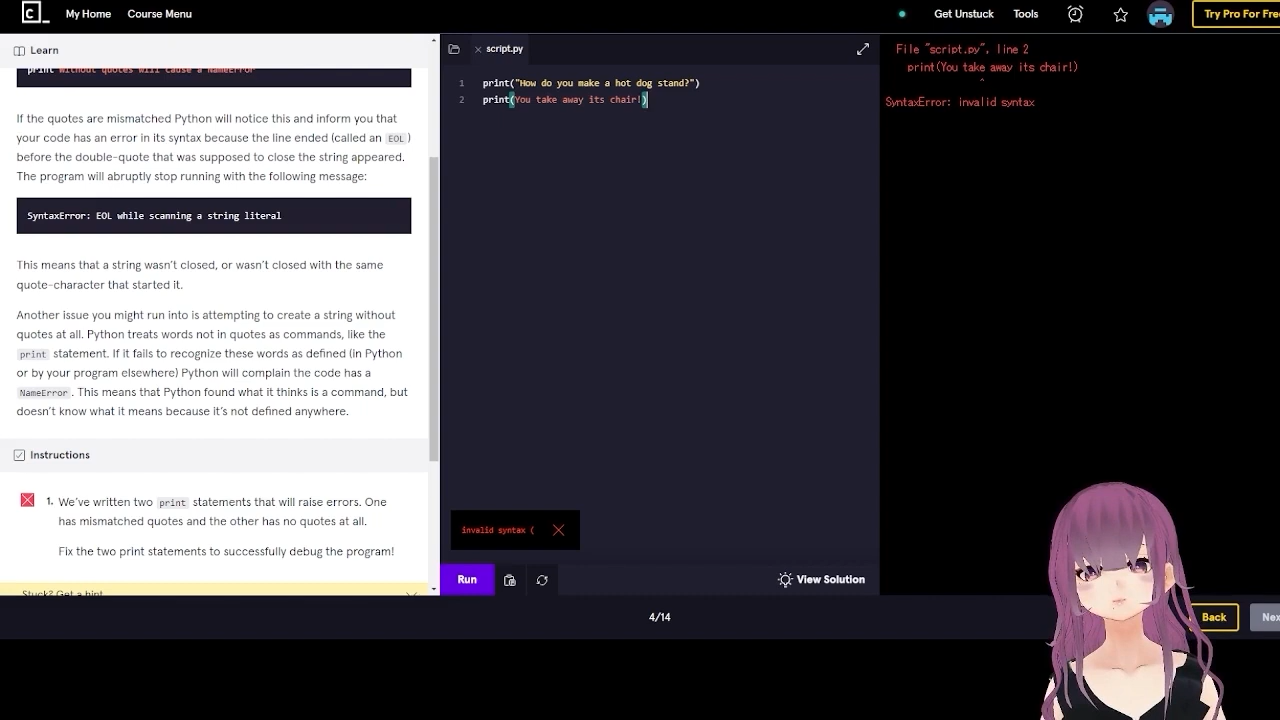 C_
My Home
Course Menu
Get Unstuck
Tools
Try Pro For Fre
Learn
print without quotes will cause a NameError
If the quotes are mismatched Python will notice this and inform you that
your code has an error in its syntax because the line ended (called an EOL)
before the double-quote that was supposed to close the string appeared.
The program will abruptly stop running with the following message:
SyntaxError: EOL while scanning a string literal
This means that a string wasn't closed, or wasn't closed with the same
quote-character that started it.
Another issue you might run into is attempting to create a string without
quotes at all. Python treats words not in quotes as commands, like the
print statement. If it fails to recognize these words as defined (in Python
or by your program elsewhere) Python will complain the code has a
NameError. This means that Python found what it thinks is a command, but
doesn't know what it means because it's not defined anywhere.
Instructions
1. We've written two print statements that will raise errors. One
has mismatched quotes and the other has no quotes at all.
Fix the two print statements to successfully debug the program!
Stuck? Get a hint
script.py
1 print("How do you make a hot dog stand?")
2 print(You take away its chair!)
invalid syntax (
Run
View Solution
File "script.py", line 2
print(You take away its chair!)
^
SyntaxError: invalid syntax
4/14
Back
Nex